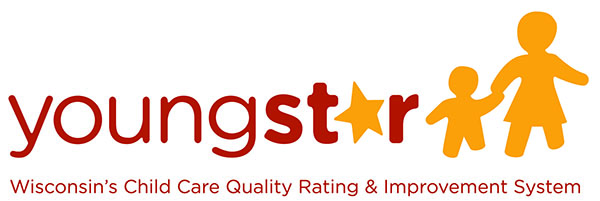 youngstar
Wisconsin's Child Care Quality Rating & Improvement System